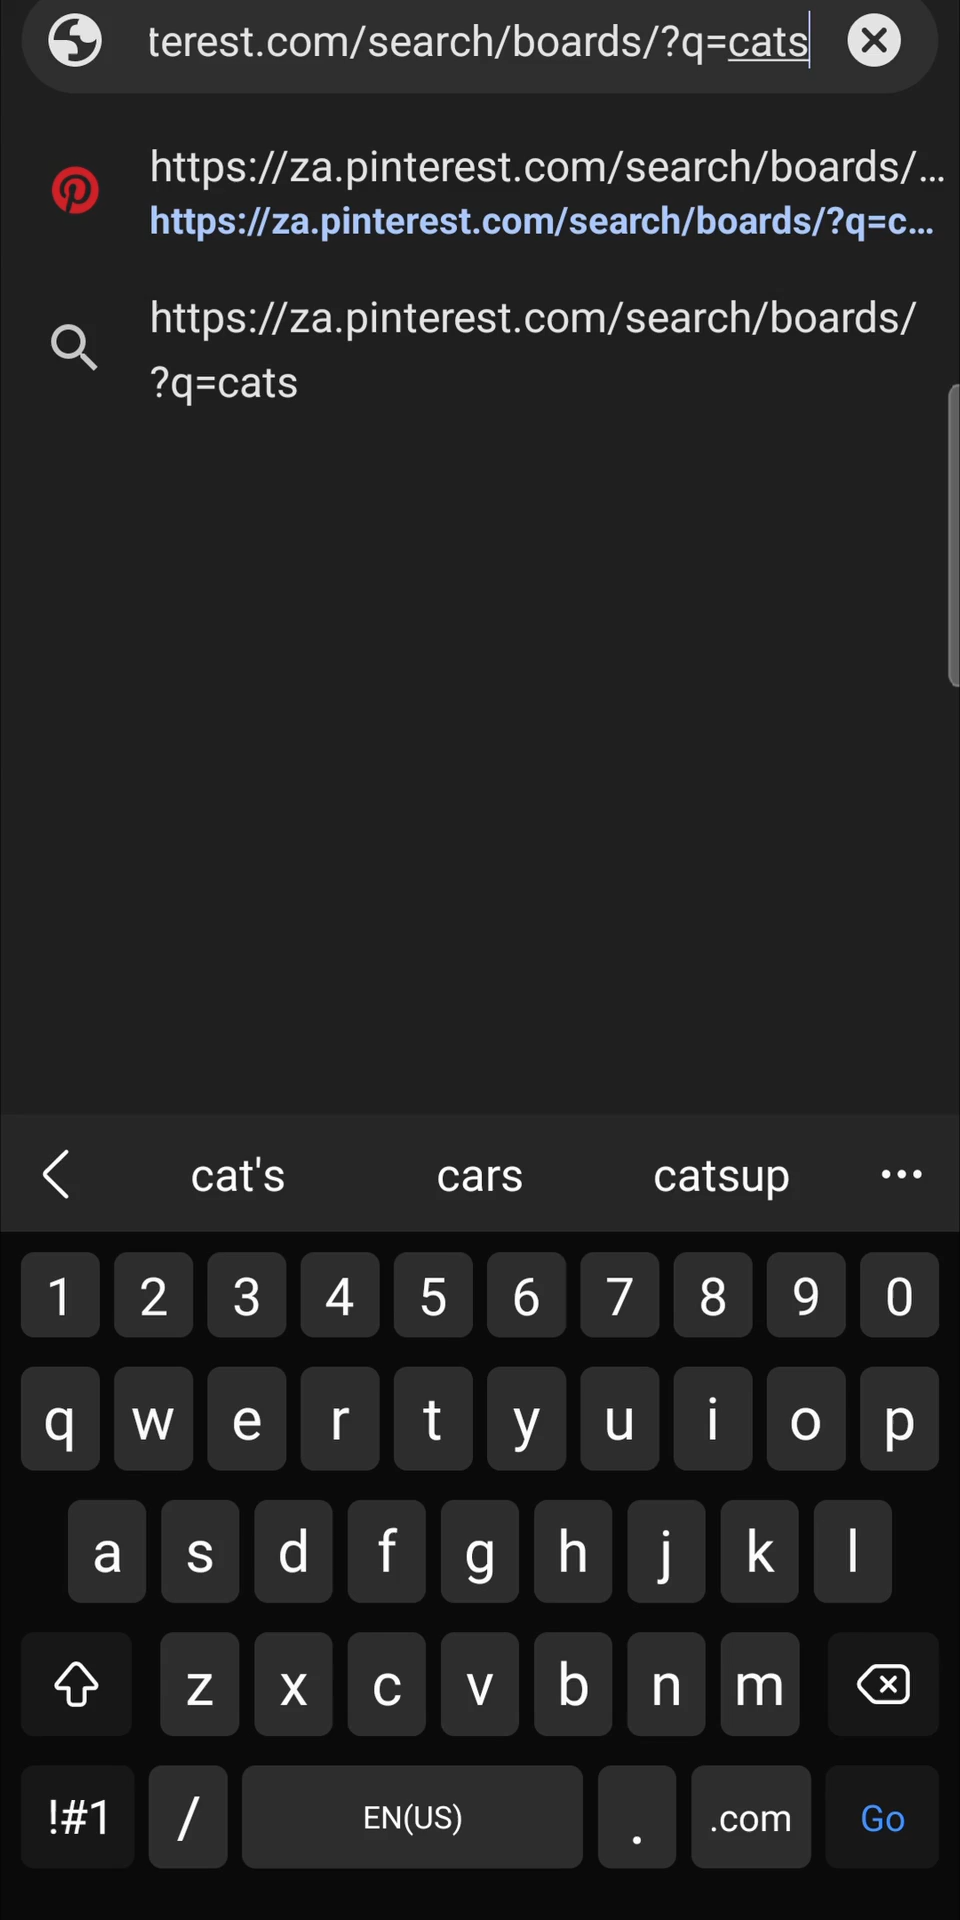 terest.com/search/boards/?q=cats
https://za.pinterest.com/search/boards/...
https://za.pinterest.com/search/boards/?q=c...
https://za.pinterest.com/search/boards/
?q=cats
cat's cars catsup ...
1 2 3 4 5 6 7 8 9 0
q w e r t y u i o p
a s d f g h j k l
z x c v b n m
!#1 / EN(US) . .com Go